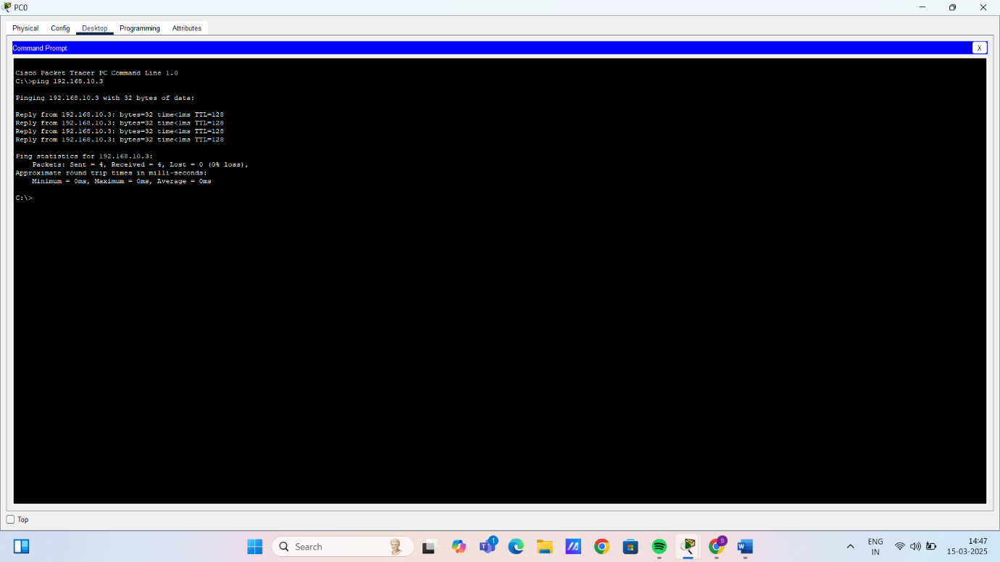 PC0
Physical Config Desktop Programming Attributes
Command Prompt
X
Cisco Packet Tracer PC Command Line 1.0
C:\>ping 192.168.10.3
Pinging 192.168.10.3 with 32 bytes of data:
Reply from 192.168.10.3: bytes=32 time<1ms TTL=128
Reply from 192.168.10.3: bytes=32 time<1ms TTL=128
Reply from 192.168.10.3: bytes=32 time<1ms TTL=128
Reply from 192.168.10.3: bytes=32 time<1ms TTL=128
Ping statistics for 192.168.10.3:
Packets: Sent = 4, Received = 4, Lost = 0 (0% loss),
Approximate round trip times in milli-seconds:
Minimum = 0ms, Maximum = 0ms, Average = 0ms
C:\>
Top
Search
1
S
ENG
IN
14:47
15-03-2025